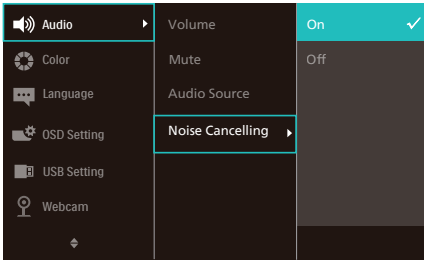 Audio
Color
Language
OSD Setting
USB Setting
Webcam
Volume
Mute
Audio Source
Noise Cancelling
On
Off